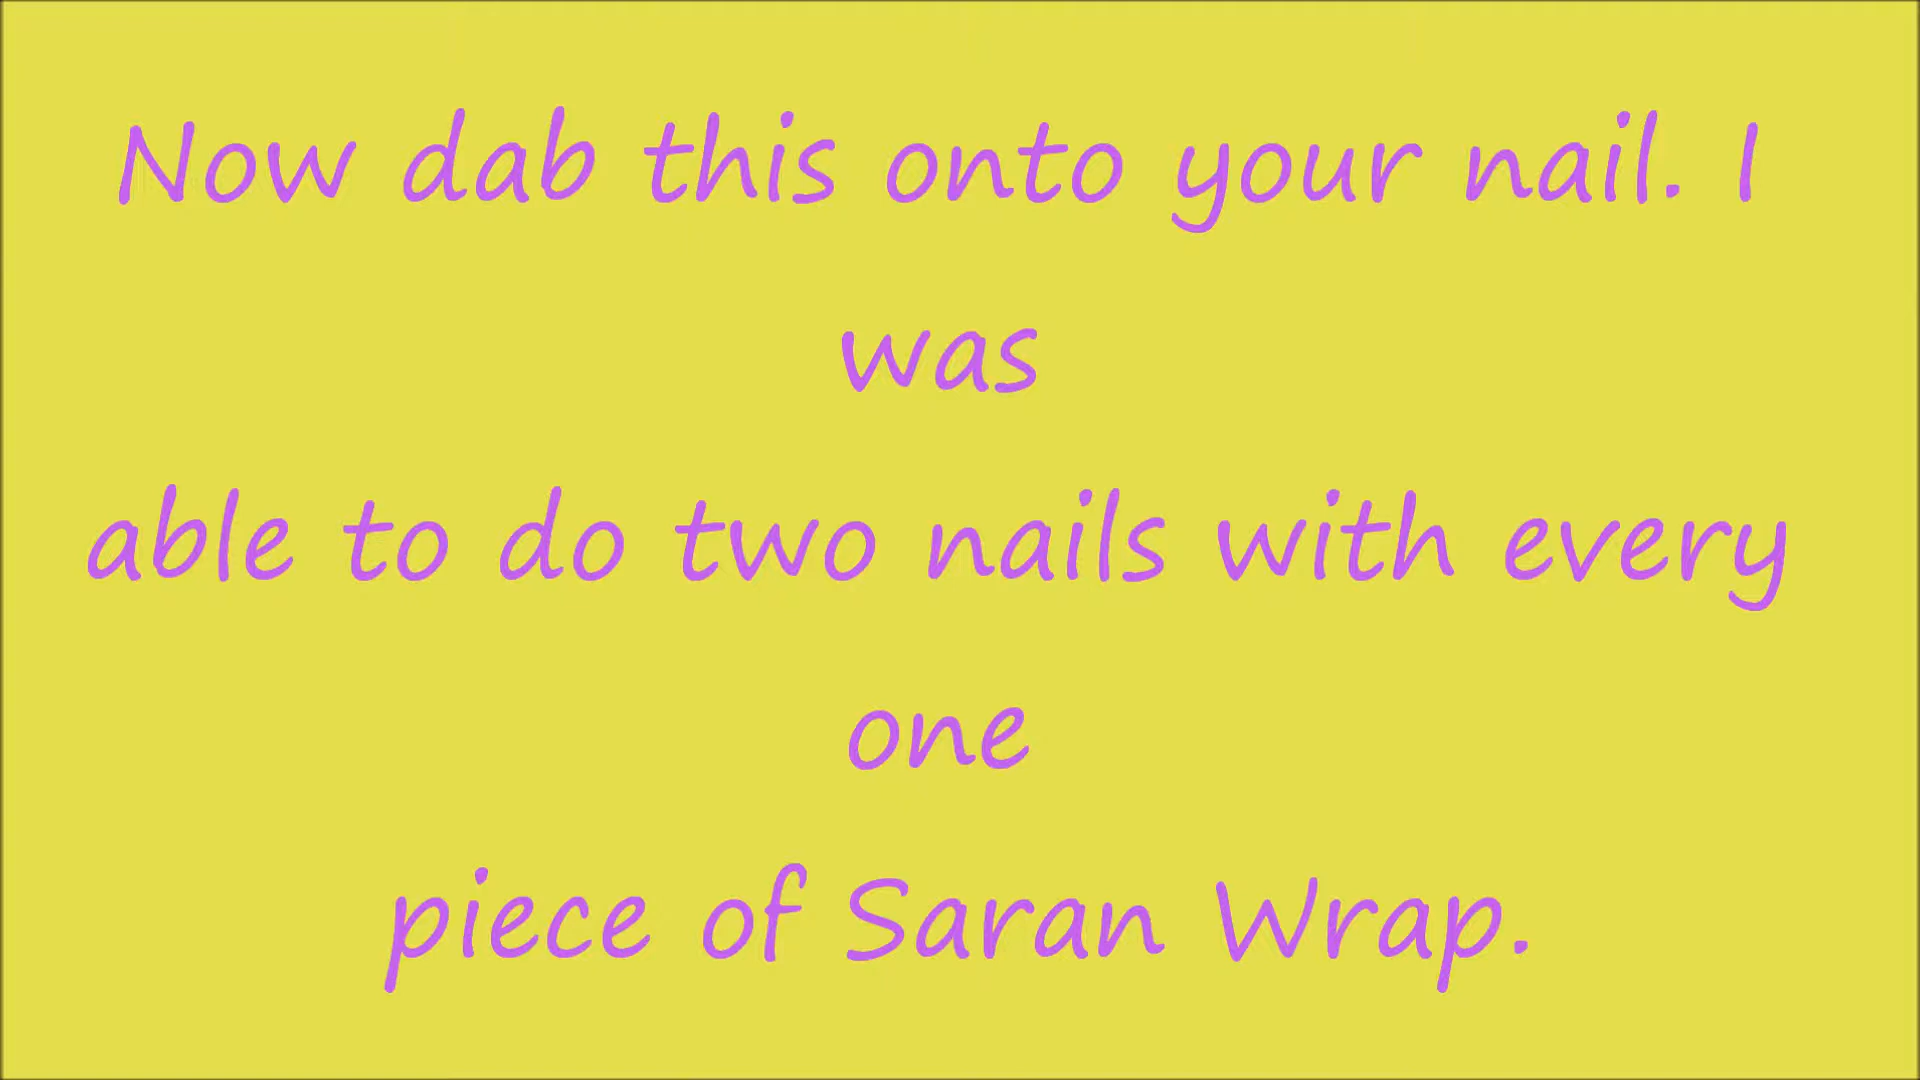 Now dab this onto your nail. I
was
able to do two nails with every
one
piece of Saran Wrap.